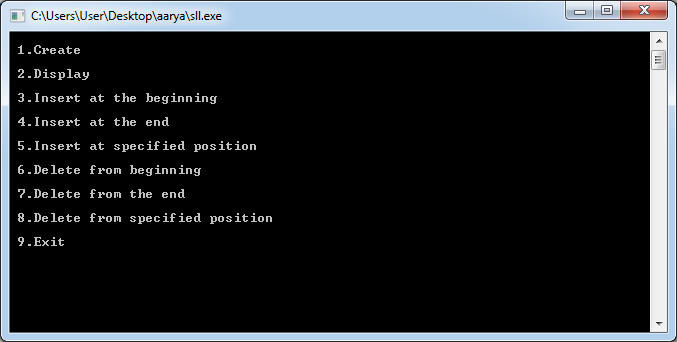 C:\Users\User\Desktop\aarya\sll.exe
1.Create
2.Display
3.Insert at the beginning
4.Insert at the end
5.Insert at specified position
6.Delete from beginning
7.Delete from the end
8.Delete from specified position
9.Exit